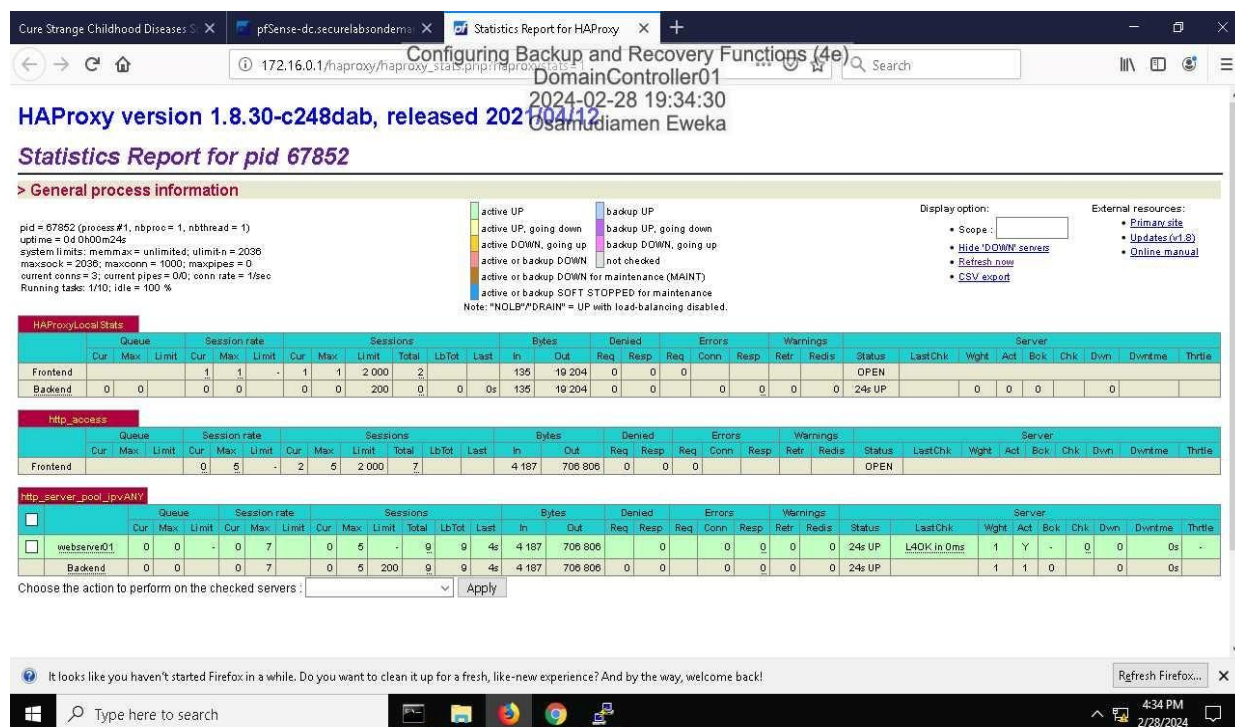 Cure Strange Childhood Diseases S
pfSense-dc.securelabsondema
Statistics Report for HAProxy
172.16.0.1/haproxy/haproxy_stats.php?haproxystats=1
Search
Configuring Backup and Recovery Functions (4e)
DomainController01
2024-02-28 19:34:30
Osamudiamen Eweka
HAProxy version 1.8.30-c248dab, released 2021/04/12
Statistics Report for pid 67852
> General process information
pid = 67852 (process #1, nbproc = 1, nbthread = 1)
uptime = 0d 0h00m24s
system limits: memmax = unlimited; ulimit-n = 2036
maxsock = 2036; maxconn = 1000; maxpipes = 0
current conns = 3; current pipes = 0/0; conn rate = 1/sec
Running tasks: 1/10; idle = 100 %
active UP backup UP
active UP, going down backup UP, going down
active DOWN, going up backup DOWN, going up
active or backup DOWN not checked
active or backup DOWN for maintenance (MAINT)
active or backup SOFT STOPPED for maintenance
Note: "NOLB"/"DRAIN" = UP with load-balancing disabled.
Display option:
• Scope :
• Hide 'DOWN' servers
• Refresh now
• CSV export
External resources:
• Primary site
• Updates (v1.8)
• Online manual
HAProxyLocalStats
Queue Session rate Sessions Bytes Denied Errors Warnings Server
Cur Max Limit Cur Max Limit Cur Max Limit Total LbTot Last In Out Req Resp Req Conn Resp Retr Redis Status LastChk Wght Act Bck Chk Dwn Dwntme Thrtle
Frontend 1 1 - 1 1 2 000 2 135 19 204 0 0 0 OPEN
Backend 0 0 0 0 0 0 200 0 0 0s 135 19 204 0 0 0 0 0 0 24s UP 0 0 0 0
http_access
Queue Session rate Sessions Bytes Denied Errors Warnings Server
Cur Max Limit Cur Max Limit Cur Max Limit Total LbTot Last In Out Req Resp Req Conn Resp Retr Redis Status LastChk Wght Act Bck Chk Dwn Dwntme Thrtle
Frontend 0 5 - 2 5 2 000 7 4 187 706 806 0 0 0 OPEN
http_server_pool_ipvANY
Queue Session rate Sessions Bytes Denied Errors Warnings Server
Cur Max Limit Cur Max Limit Cur Max Limit Total LbTot Last In Out Req Resp Req Conn Resp Retr Redis Status LastChk Wght Act Bck Chk Dwn Dwntme Thrtle
webserver01 0 0 - 0 7 0 5 - 9 9 4s 4 187 706 806 0 0 0 0 0 24s UP L4OK in 0ms 1 Y - 0 0 0s -
Backend 0 0 0 7 0 5 200 9 9 4s 4 187 706 806 0 0 0 0 0 0 24s UP 1 1 0 0 0s
Choose the action to perform on the checked servers : Apply
It looks like you haven't started Firefox in a while. Do you want to clean it up for a fresh, like-new experience? And by the way, welcome back!
Refresh Firefox...
Type here to search
4:34 PM
2/28/2024